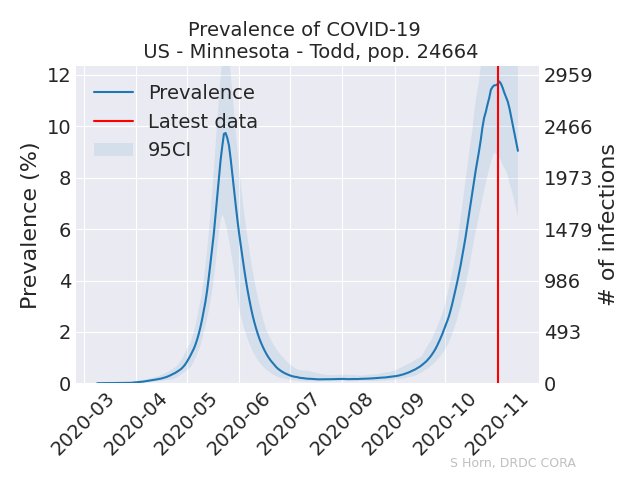 Prevalence of COVID-19
US - Minnesota - Todd, pop. 24664
Prevalence (%)
12
10
8
6
4
2
0
Prevalence
Latest data
95CI
2959
2466
1973
1479
986
493
0
# of infections
2020-03
2020-04
2020-05
2020-06
2020-07
2020-08
2020-09
2020-10
2020-11
S Horn, DRDC CORA